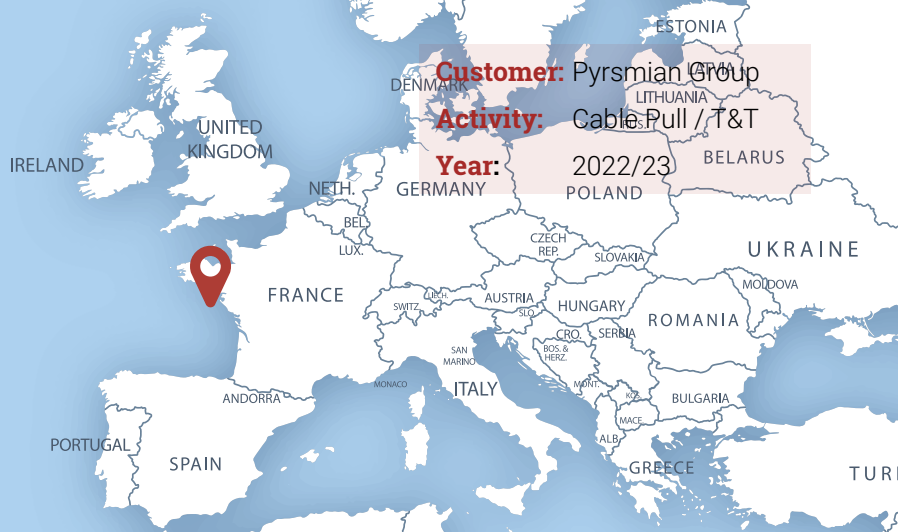 ESTONIA
Customer: Pyrsmian Group
LATVIA
DENMARK
LITHUANIA
Activity: Cable Pull / T&T
RUS.
UNITED
KINGDOM
IRELAND
BELARUS
Year: 2022/23
NETH.
GERMANY
POLAND
BEL.
LUX.
CZECH
REP.
SLOVAKIA
UKRAINE
MOLDOVA
FRANCE
LIECH.
SWITZ.
AUSTRIA
HUNGARY
SLO.
ROMANIA
CRO.
SERBIA
BOS. &
HERZ.
SAN
MARINO
MONACO
ITALY
MONT.
ANDORRA
KOS.
BULGARIA
MACE.
ALB.
PORTUGAL
SPAIN
GREECE
TUR